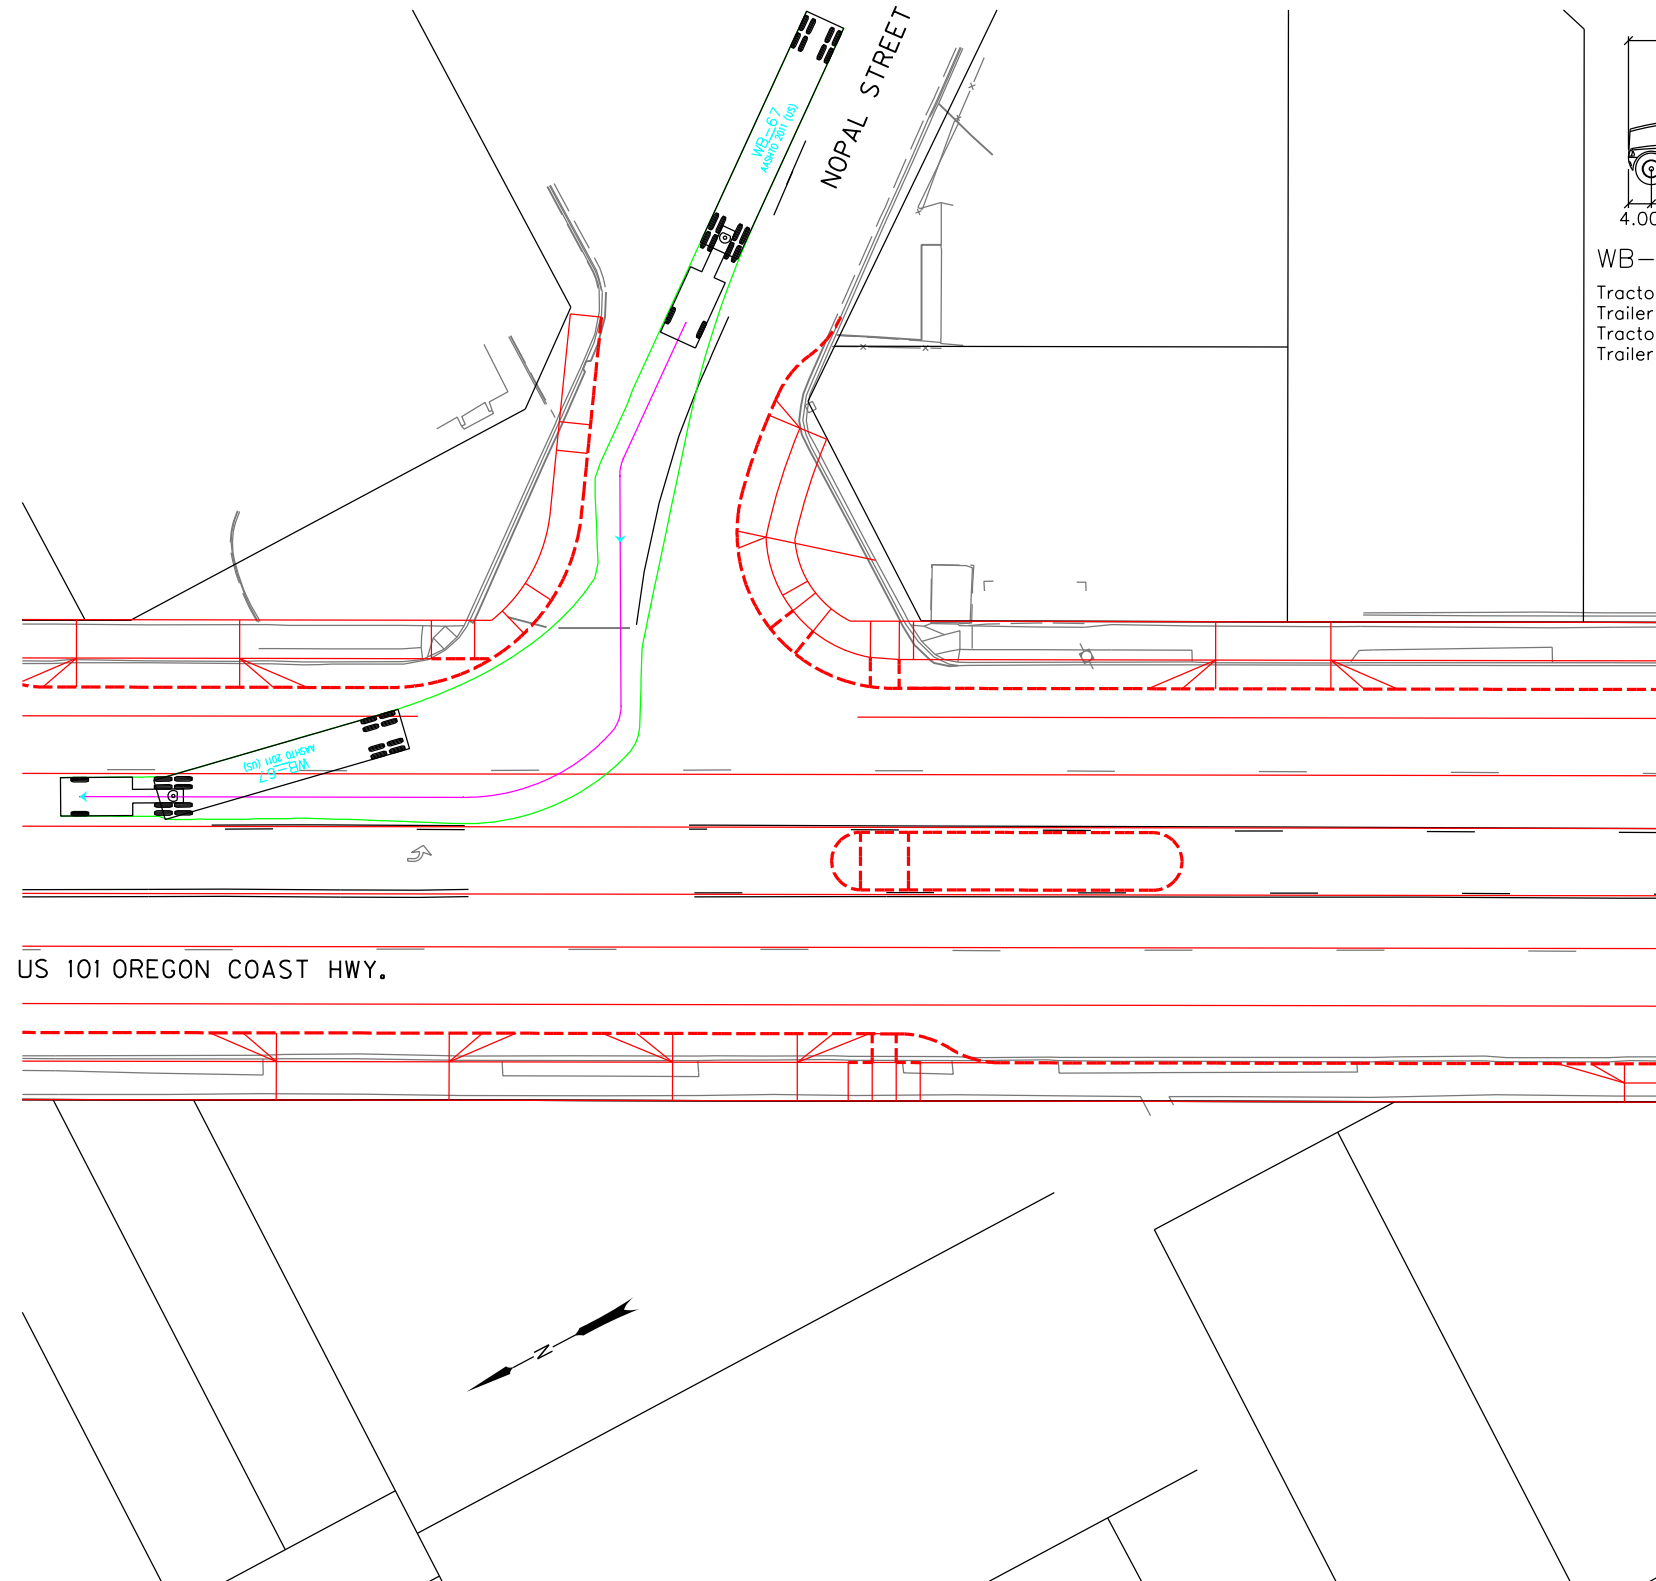 NOPAL STREET
WB-67
AASHTO 2011 (US)
4.00
WB-
Tracto
Trailer
Tracto
Trailer
WB-67
AASHTO 2011 (US)
US 101 OREGON COAST HWY.
N